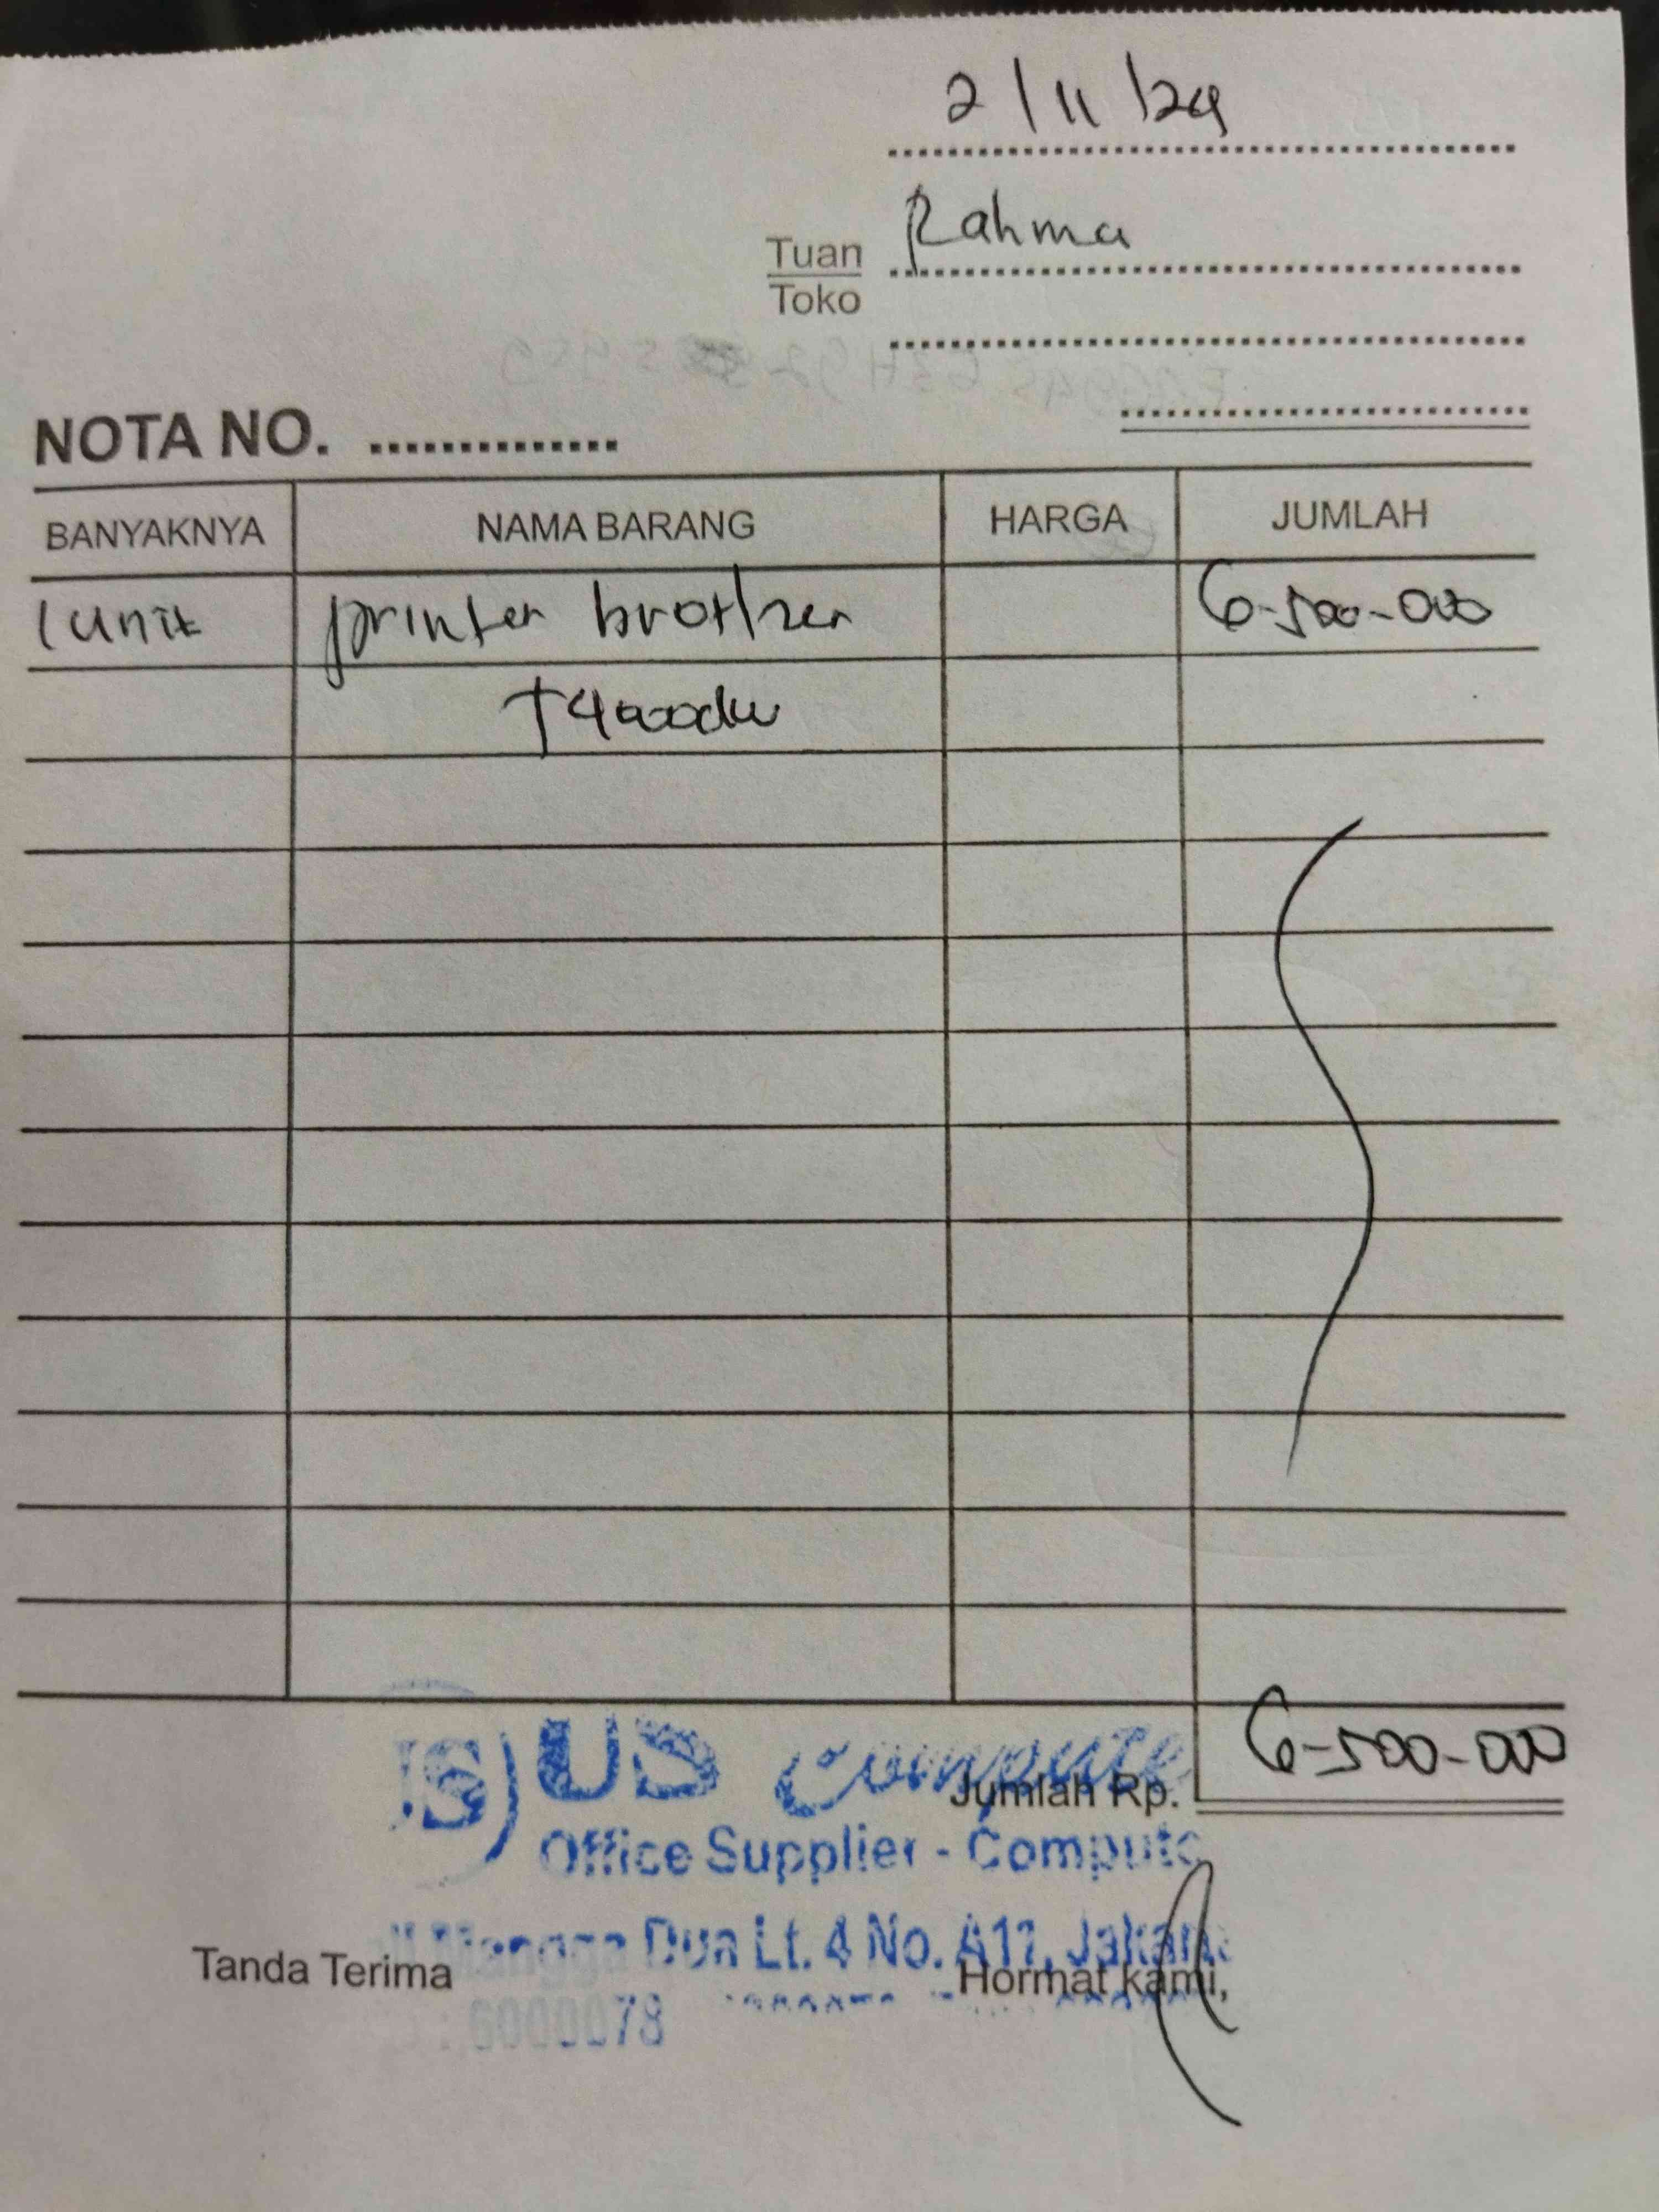 2/11/24
Tuan Rahma
Toko
NOTA NO. ..............
BANYAKNYA NAMA BARANG HARGA JUMLAH
1 unit printer brother 6-500-000
T4000dw
US Compute
Jumlah Rp. 6-500-000
Office Supplier - Compute
Mangga Dua Lt. 4 No. A17, Jakar
Tanda Terima Hormat kami,
6000078